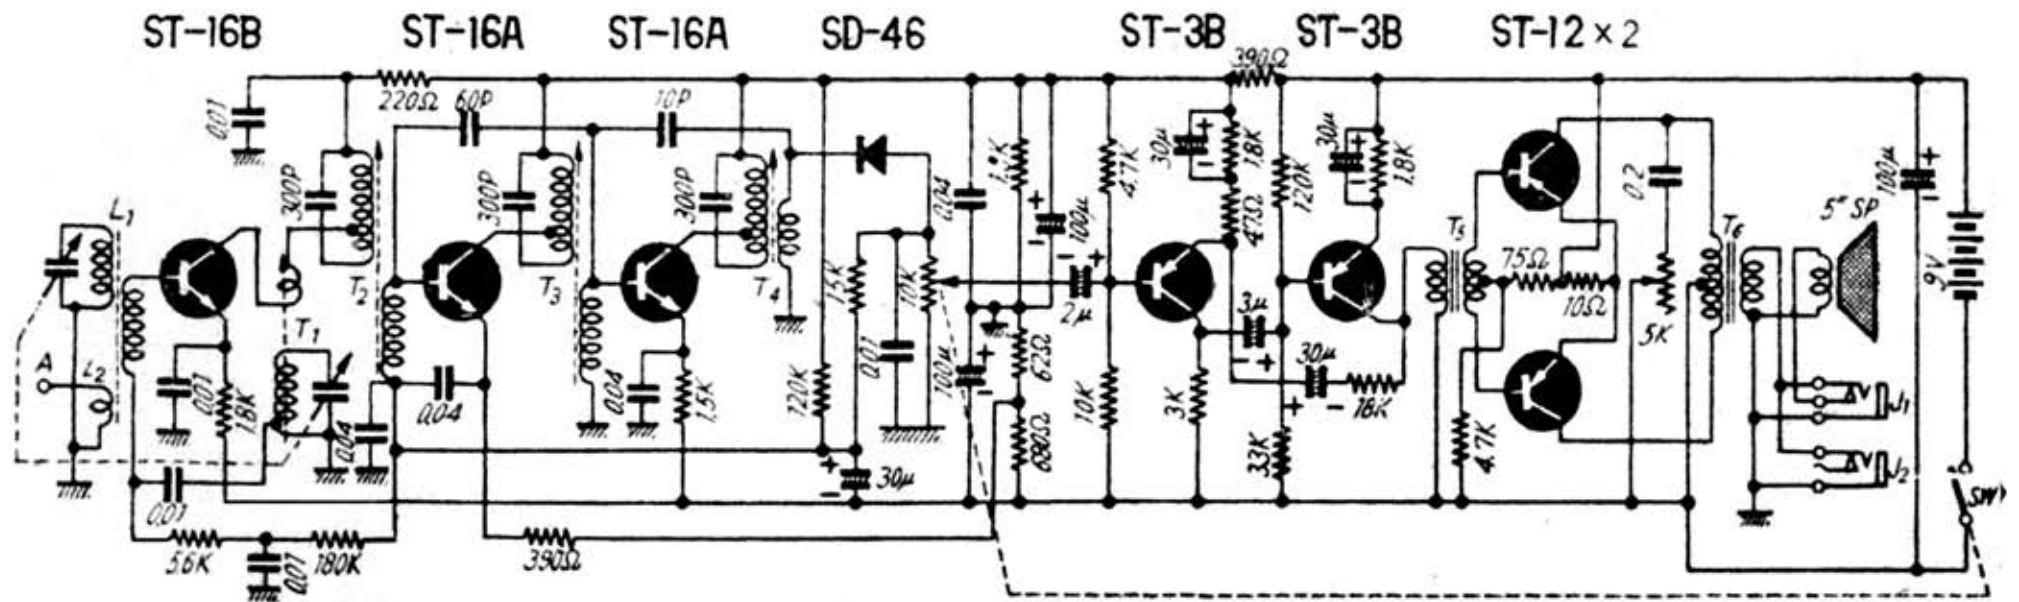 ST-16B ST-16A ST-16A SD-46 ST-3B ST-3B ST-12×2
390Ω
220Ω
60P 10P
0.01
30μ 1.8K 30μ 1.8K
4.7K
120K
0.2
100μ
+
-
300P 300P 300P
0.04
100μ
47Ω
L1
5" SP
T5 T6
75Ω
10Ω
9V
T2 T3 T4
1.5K 10K
2μ
3μ
5K
A L2 T1
0.01 1.8K
0.04
0.04
0.04 1.5K
120K
0.01
100μ
62Ω
10K 3K
30μ 18K
J1
680Ω
33K
4.7K
J2
30μ
0.01
SW
5.6K 0.01 180K 390Ω